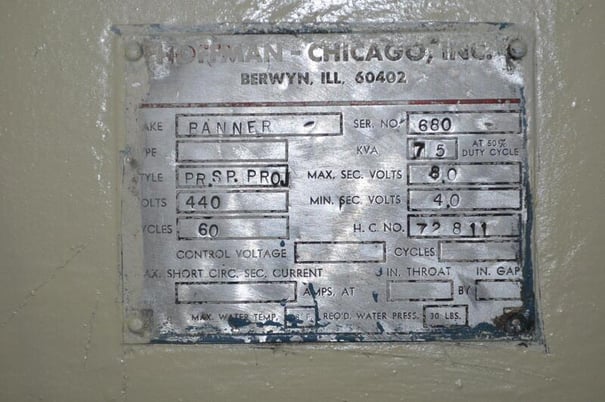 HOFFMAN-CHICAGO, INC.
BERWYN, ILL. 60402
AKE BANNER SER. NO. 680
PE KVA 75 AT 50% DUTY CYCLE
TYLE PR.SP. PROJ MAX. SEC. VOLTS 8.0
OLTS 440 MIN. SEC. VOLTS 4.0
YCLES 60 H.C. NO. 72811
CONTROL VOLTAGE CYCLES
AX. SHORT CIRC. SEC. CURRENT IN. THROAT IN. GAP
AMPS, AT BY
MAX. WATER TEMP. °F. REQ'D. WATER PRESS. 30 LBS.